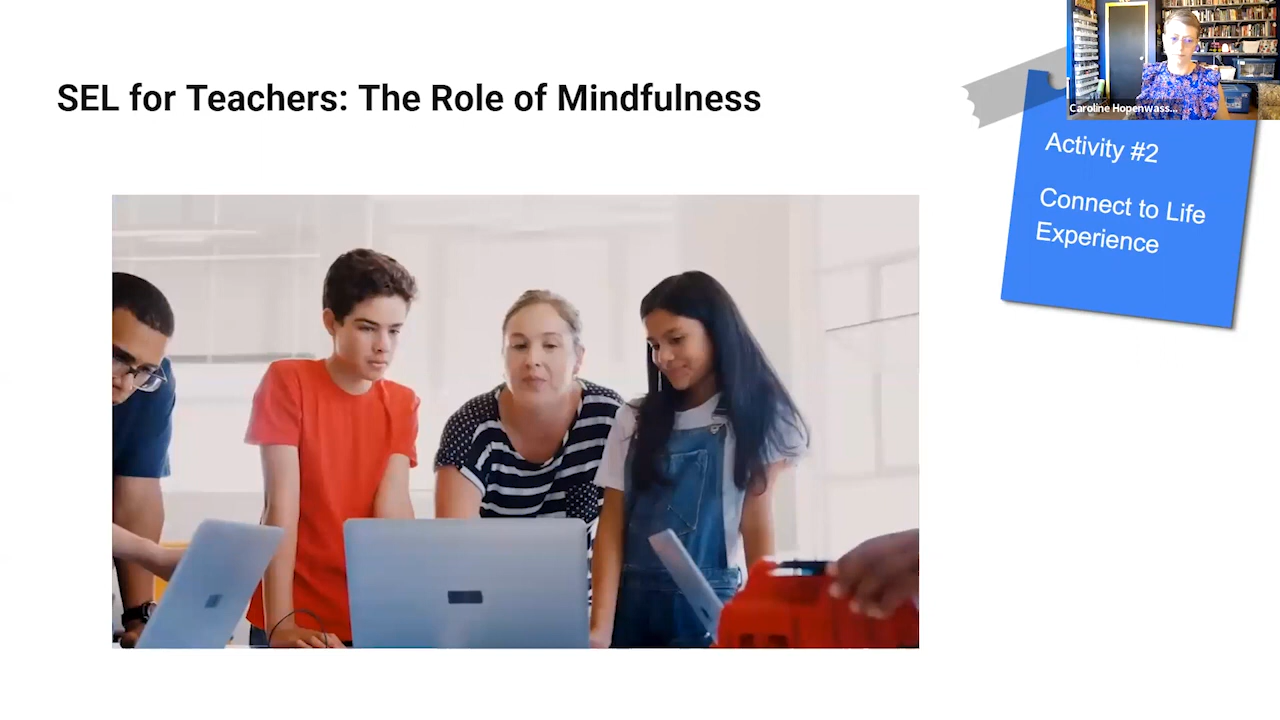 SEL for Teachers: The Role of Mindfulness
Caroline Hopenwass...
Activity #2
Connect to Life
Experience